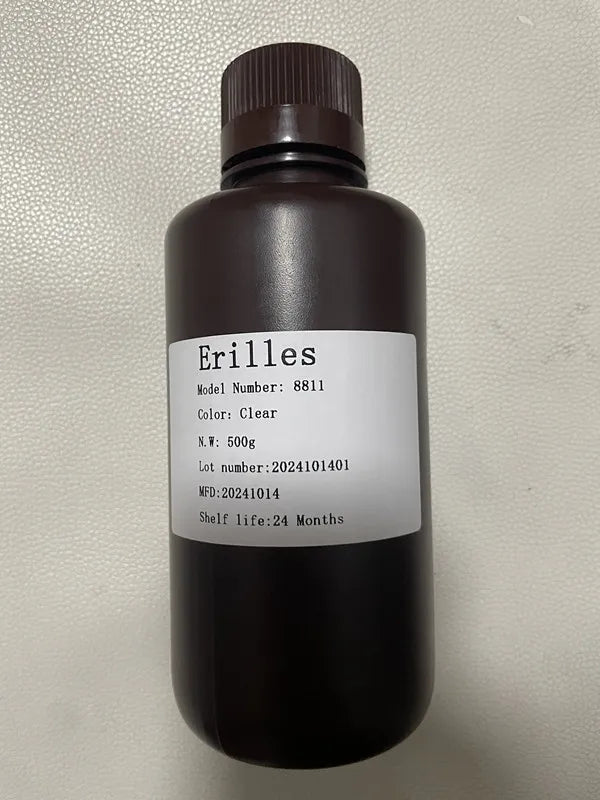 Erilles
Model Number: 8811
Color: Clear
N.W: 500g
Lot number:2024101401
MFD:20241014
Shelf life:24 Months